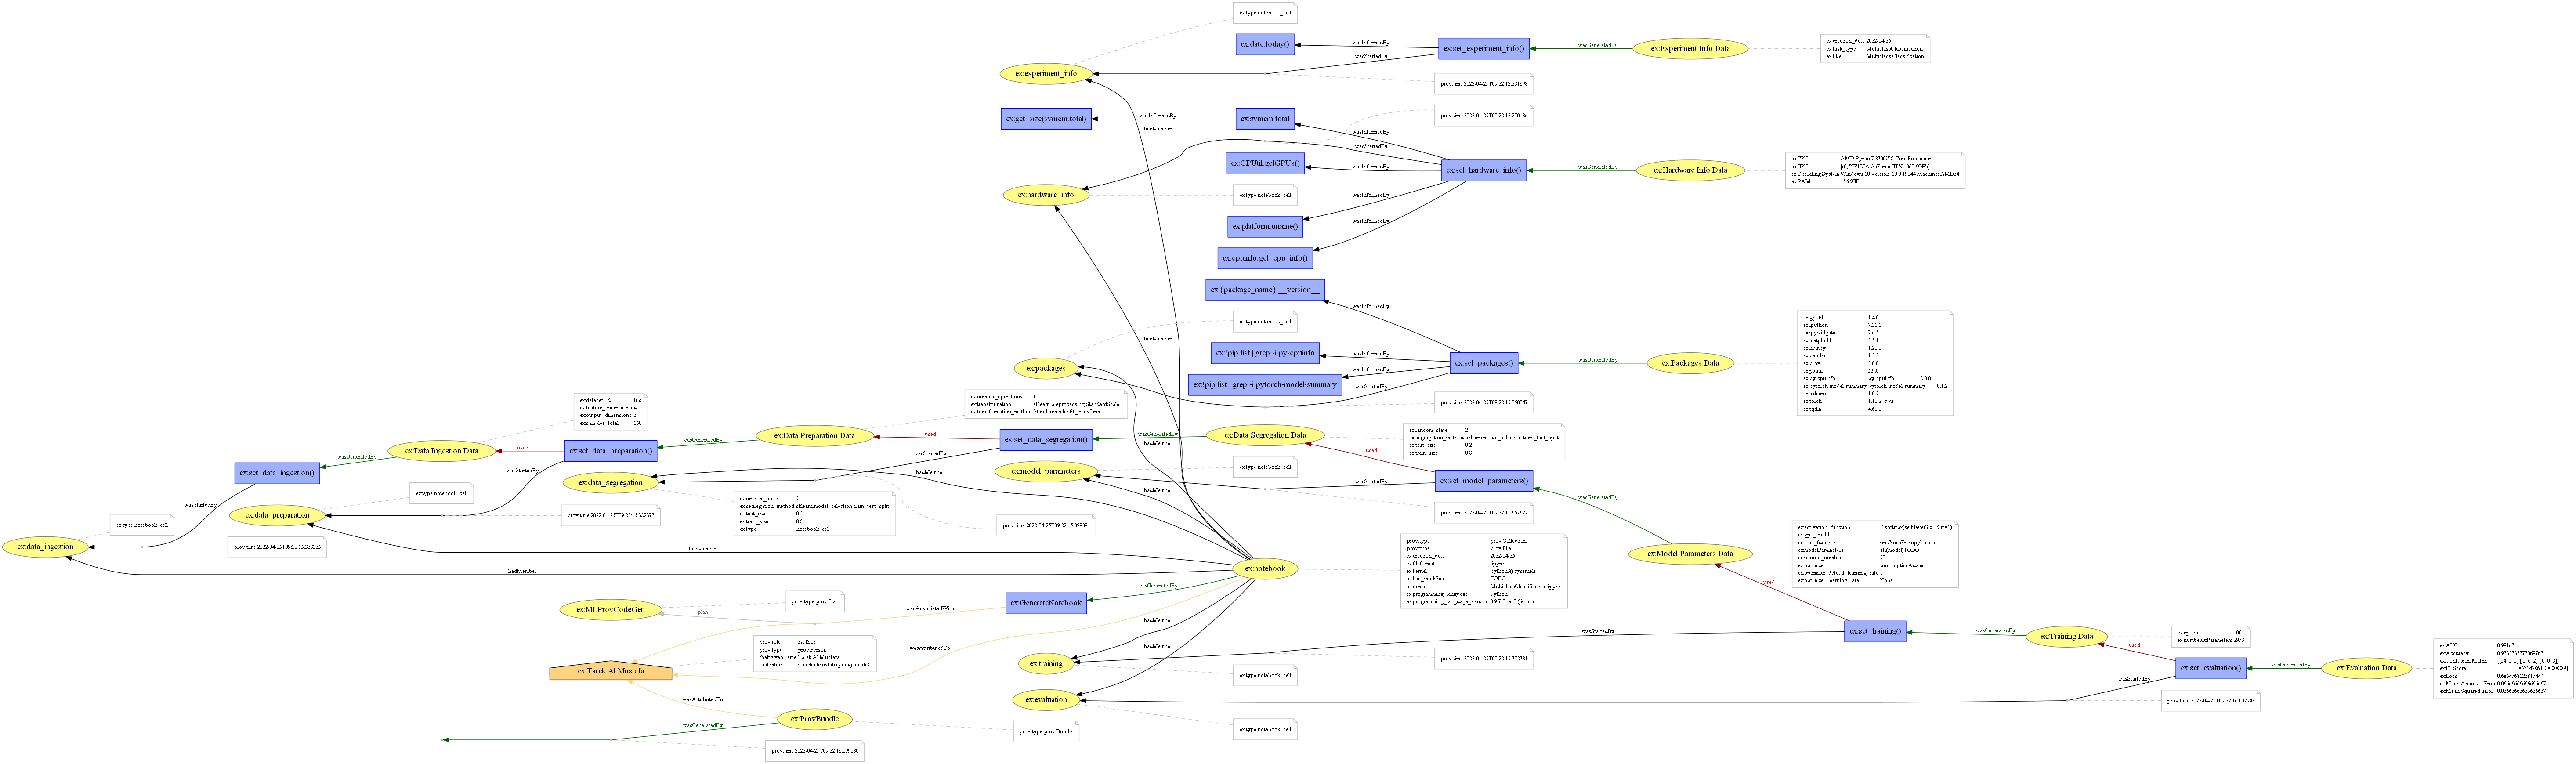 ex:type notebook_cell
ex:date.today()
wasInformedBy
ex:set_experiment_info()
wasGeneratedBy
ex:Experiment Info Data
ex:creation_date 2022-04-25
ex:task_type MulticlassClassification
ex:title Multiclass Classification
ex:experiment_info
wasStartedBy
prov:time 2022-04-25T09:22:12.231698
ex:get_size(svmem.total)
wasInformedBy
ex:svmem.total
prov:time 2022-04-25T09:22:12.270136
hadMember
wasInformedBy
wasStartedBy
ex:GPUtil.getGPUs()
wasInformedBy
ex:set_hardware_info()
wasGeneratedBy
ex:Hardware Info Data
ex:CPU AMD Ryzen 7 3700X 8-Core Processor
ex:GPUs [(0, 'NVIDIA GeForce GTX 1060 6GB')]
ex:Operating System Windows 10 Version: 10.0.19044 Machine: AMD64
ex:RAM 15.95GB
ex:hardware_info
ex:type notebook_cell
wasInformedBy
wasInformedBy
ex:platform.uname()
ex:cpuinfo.get_cpu_info()
ex:{package_name}.__version__
wasInformedBy
ex:type notebook_cell
hadMember
ex:!pip list | grep -i py-cpuinfo
wasInformedBy
ex:set_packages()
wasGeneratedBy
ex:Packages Data
ex:gputil 1.4.0
ex:ipython 7.31.1
ex:ipywidgets 7.6.5
ex:matplotlib 3.5.1
ex:numpy 1.22.2
ex:pandas 1.3.3
ex:prov 2.0.0
ex:psutil 5.9.0
ex:py-cpuinfo py-cpuinfo 8.0.0
ex:pytorch-model-summary pytorch-model-summary 0.1.2
ex:sklearn 1.0.2
ex:torch 1.10.2+cpu
ex:tqdm 4.60.0
ex:packages
ex:!pip list | grep -i pytorch-model-summary
wasInformedBy
wasStartedBy
prov:time 2022-04-25T09:22:15.350347
ex:number_operations 1
ex:transformation sklearn.preprocessing.StandardScaler
ex:transformation_method Standardscaler.fit_transform
ex:dataset_id Iris
ex:feature_dimensions 4
ex:output_dimensions 3
ex:samples_total 150
ex:set_data_ingestion()
wasGeneratedBy
ex:Data Ingestion Data
used
ex:set_data_preparation()
wasGeneratedBy
ex:Data Preparation Data
used
ex:set_data_segregation()
wasGeneratedBy
ex:Data Segregation Data
ex:random_state 2
ex:segregation_method sklearn.model_selection.train_test_split
ex:test_size 0.2
ex:train_size 0.8
hadMember
used
wasStartedBy
wasStartedBy
ex:data_segregation
hadMember
ex:model_parameters
ex:type notebook_cell
wasStartedBy
ex:set_model_parameters()
wasGeneratedBy
hadMember
wasStartedBy
ex:type notebook_cell
ex:random_state 2
ex:segregation_method sklearn.model_selection.train_test_split
ex:test_size 0.2
ex:train_size 0.8
ex:type notebook_cell
prov:time 2022-04-25T09:22:15.657627
ex:data_preparation
prov:time 2022-04-25T09:22:15.382377
prov:time 2022-04-25T09:22:15.398391
ex:type notebook_cell
ex:data_ingestion
prov:time 2022-04-25T09:22:15.368365
hadMember
hadMember
ex:notebook
prov:type prov:Collection
prov:type prov:File
ex:creation_date 2022-04-25
ex:fileformat .ipynb
ex:kernel python3(ipykernel)
ex:last_modified TODO
ex:name MulticlassClassification.ipynb
ex:programming_language Python
ex:programming_language_version 3.9.7.final.0 (64 bit)
ex:Model Parameters Data
ex:activation_function F.softmax(self.layer3(x), dim=1)
ex:gpu_enable 1
ex:loss_function nn.CrossEntropyLoss()
ex:modelParameters str(model)TODO
ex:neuron_number 50
ex:optimizer torch.optim.Adam(
ex:optimizer_default_learning_rate 1
ex:optimizer_learning_rate None
used
wasGeneratedBy
ex:GenerateNotebook
ex:MLProvCodeGen
prov:type prov:Plan
plan
wasAssociatedWith
hadMember
wasStartedBy
ex:set_training()
wasGeneratedBy
ex:Training Data
ex:epochs 100
ex:numberOfParameters 2953
used
prov:role Author
prov:type prov:Person
foaf:givenName Tarek Al Mustafa
foaf:mbox <tarek.almustafa@uni-jena.de>
ex:Tarek Al Mustafa
wasAttributedTo
ex:training
prov:time 2022-04-25T09:22:15.772731
ex:type notebook_cell
hadMember
wasStartedBy
ex:set_evaluation()
wasGeneratedBy
ex:Evaluation Data
ex:AUC 0.99167
ex:Accuracy 0.9333333373069763
ex:Confusion Matrix [[14 0 0] [ 0 6 2] [ 0 0 8]]
ex:F1 Score [1. 0.85714286 0.88888889]
ex:Loss 0.6854568123817444
ex:Mean Absolute Error 0.06666666666666667
ex:Mean Squared Error 0.06666666666666667
ex:evaluation
prov:time 2022-04-25T09:22:16.002943
wasAttributedTo
ex:ProvBundle
wasGeneratedBy
prov:type prov:Bundle
ex:type notebook_cell
prov:time 2022-04-25T09:22:16.099030